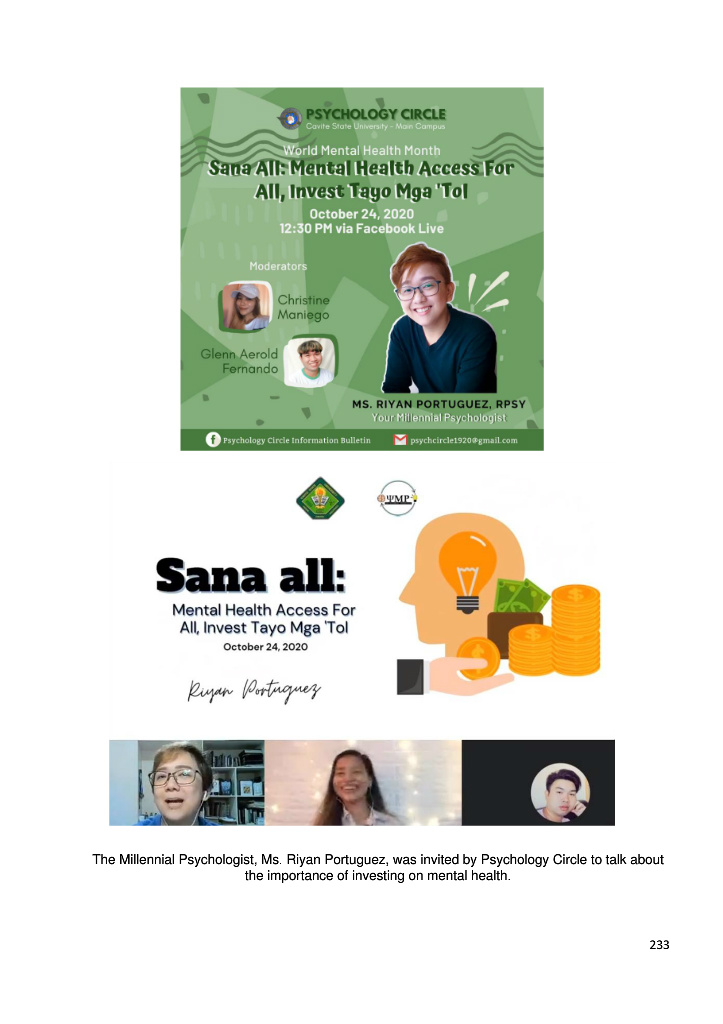 PSYCHOLOGY CIRCLE
Cavite State University - Main Campus
World Mental Health Month
Sana All: Mental Health Access For
All, Invest Tayo Mga 'Tol
October 24, 2020
12:30 PM via Facebook Live
Moderators
Christine
Maniego
Glenn Aerold
Fernando
MS. RIYAN PORTUGUEZ, RPSY
Your Millennial Psychologist
Psychology Circle Information Bulletin
psychcircle1920@gmail.com
ΨMP
Sana all:
Mental Health Access For
All, Invest Tayo Mga 'Tol
October 24, 2020
Riyan Portuguez
The Millennial Psychologist, Ms. Riyan Portuguez, was invited by Psychology Circle to talk about
the importance of investing on mental health.
233